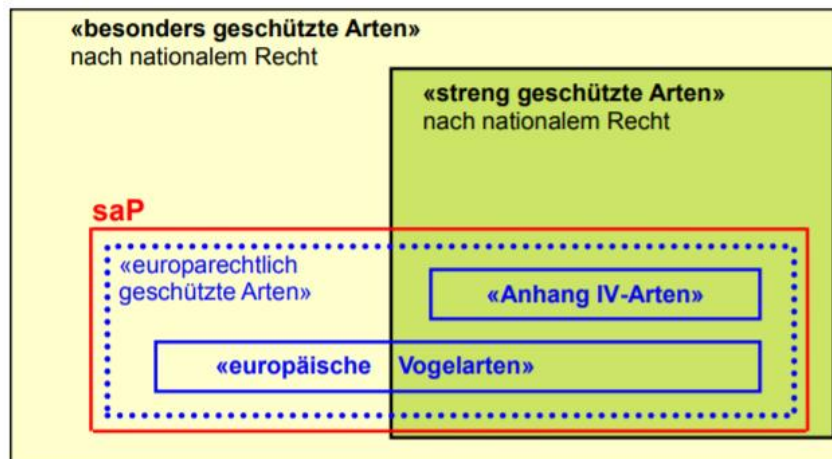 «besonders geschützte Arten»
nach nationalem Recht
«streng geschützte Arten»
nach nationalem Recht
saP
«europarechtlich
geschützte Arten»
«Anhang IV-Arten»
«europäische Vogelarten»